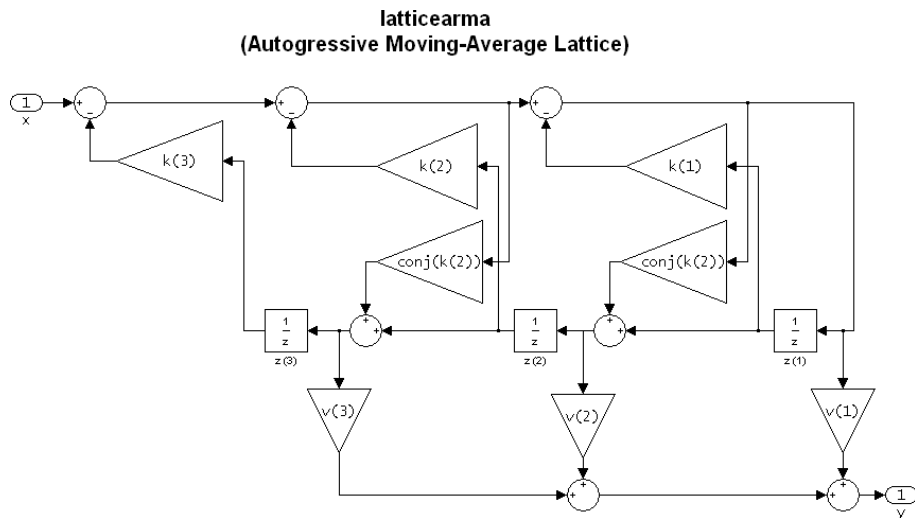 latticearma
(Autogressive Moving-Average Lattice)
1
x
+
−
+
−
+
−
k(3)
k(2)
k(1)
conj(k(2))
conj(k(2))
+
+
+
+
1
z
z(3)
1
z
z(2)
1
z
z(1)
v(3)
v(2)
v(1)
+
+
+
+
1
y